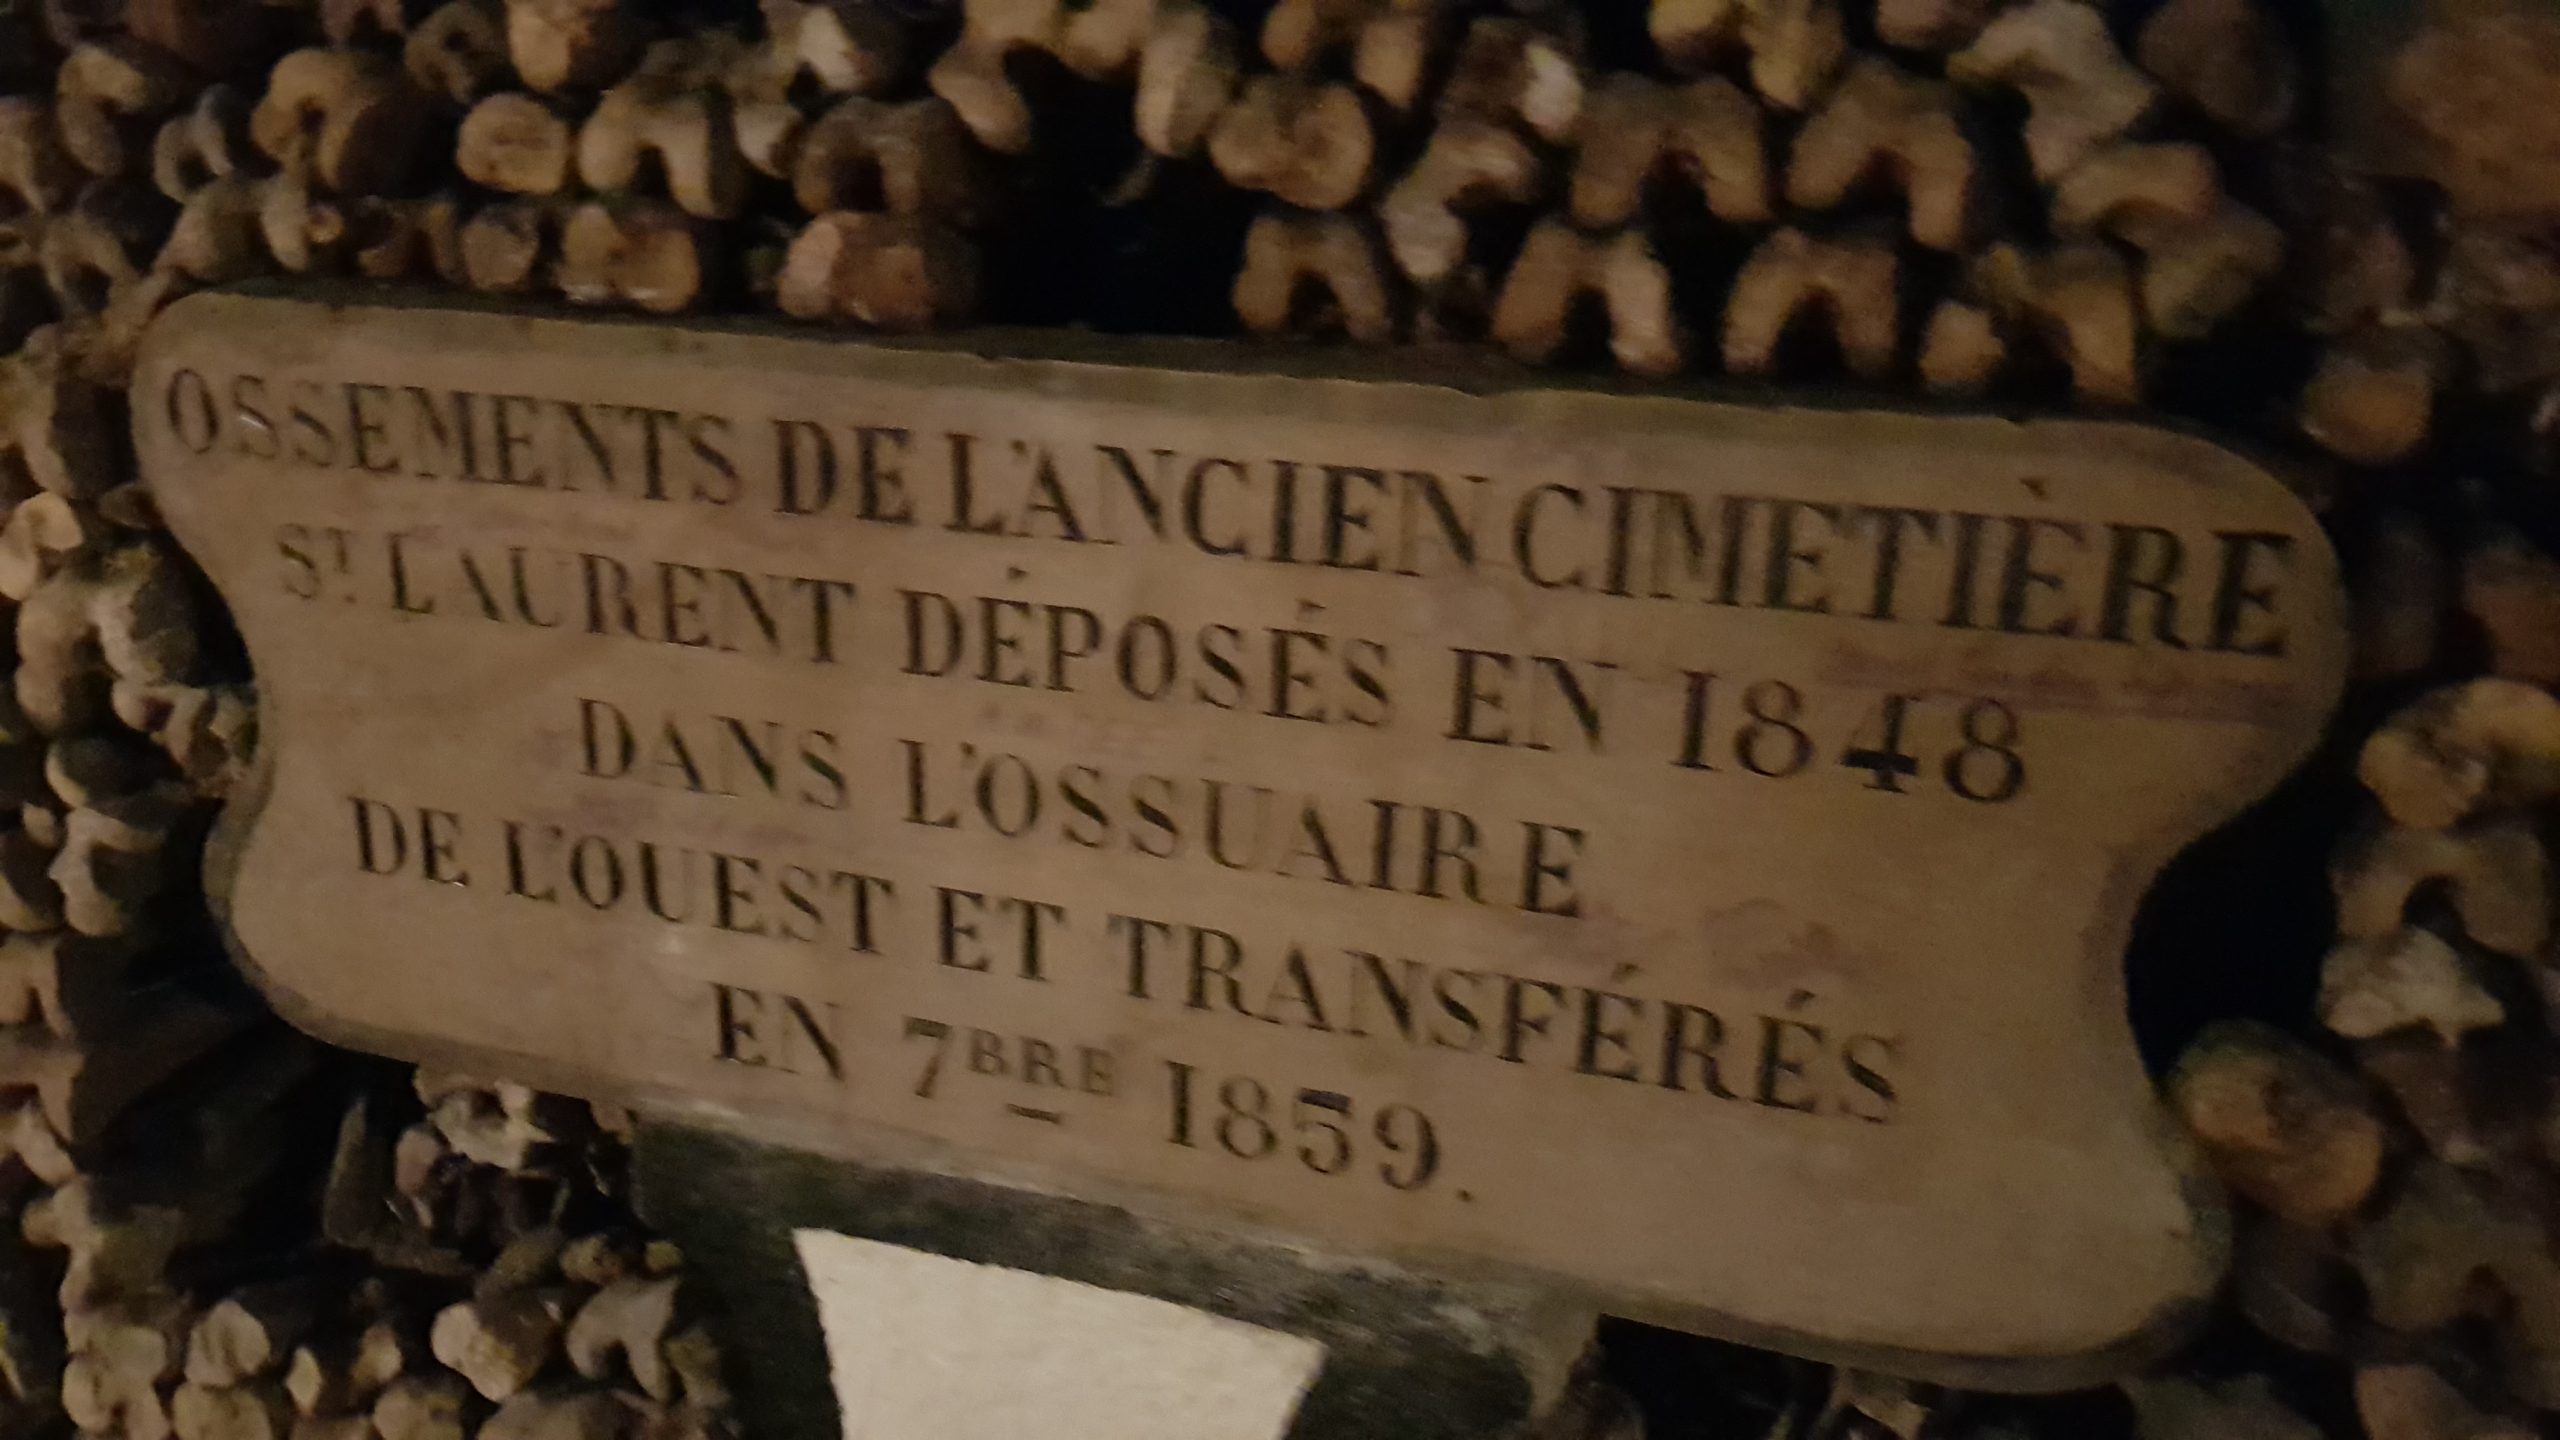 OSSEMENTS DE L'ANCIEN CIMETIÈRE
ST. LAURENT DÉPOSÉS EN 1848
DANS L'OSSUAIRE
DE L'OUEST ET TRANSFÉRÉS
EN 7BRE 1859.